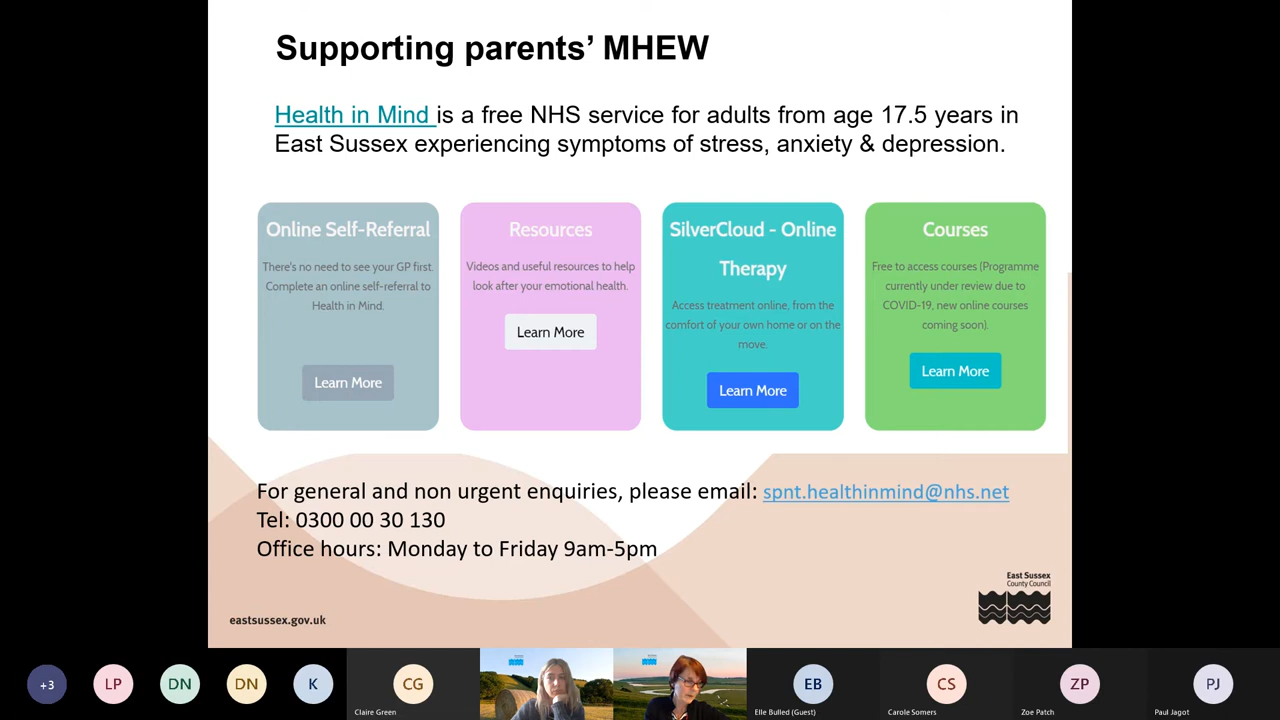 Supporting parents’ MHEW
Health in Mind is a free NHS service for adults from age 17.5 years in
East Sussex experiencing symptoms of stress, anxiety & depression.
Online Self-Referral
There's no need to see your GP first.
Complete an online self-referral to
Health in Mind.
Learn More
Resources
Videos and useful resources to help
look after your emotional health.
Learn More
SilverCloud - Online
Therapy
Access treatment online, from the
comfort of your own home or on the
move.
Learn More
Courses
Free to access courses (Programme
currently under review due to
COVID-19, new online courses
coming soon).
Learn More
For general and non urgent enquiries, please email: spnt.healthinmind@nhs.net
Tel: 0300 00 30 130
Office hours: Monday to Friday 9am-5pm
East Sussex
County Council
eastsussex.gov.uk
+3
LP
DN
DN
K
CG
Claire Green
EB
Elle Bulled (Guest)
CS
Carole Somers
ZP
Zoe Patch
PJ
Paul Jagot